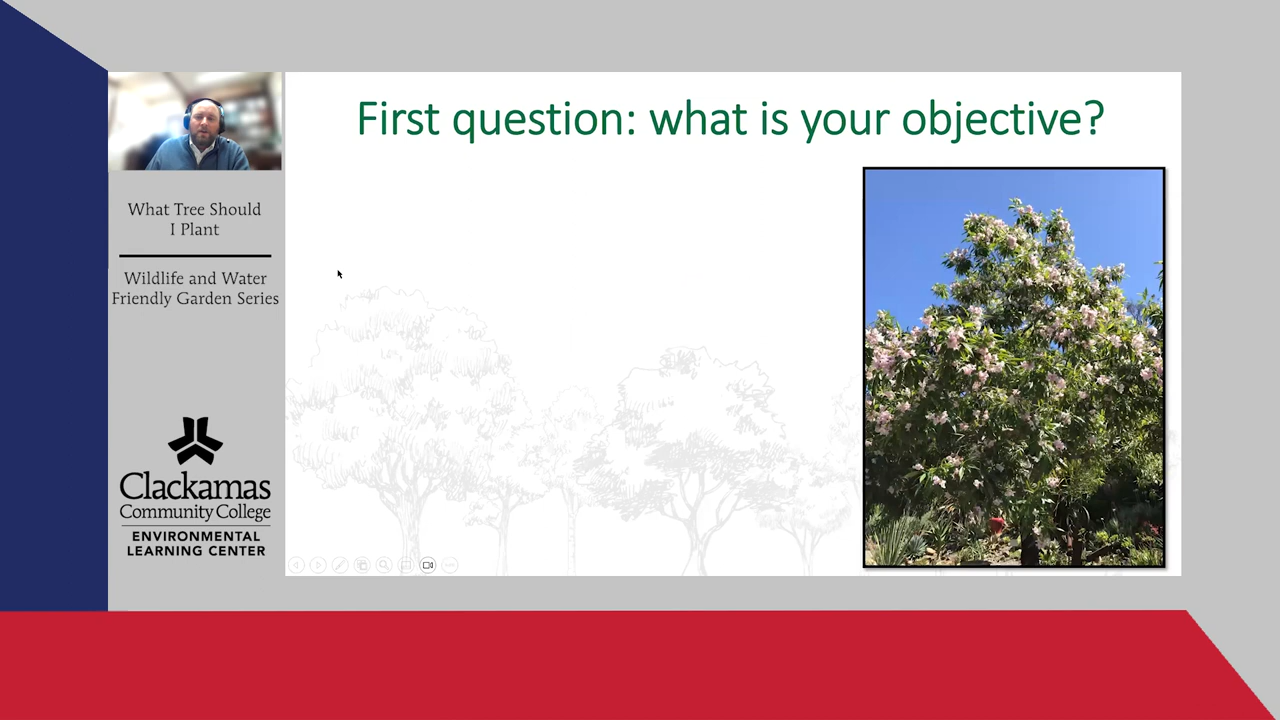 First question: what is your objective?
What Tree Should
I Plant
Wildlife and Water
Friendly Garden Series
Clackamas
Community College
ENVIRONMENTAL
LEARNING CENTER